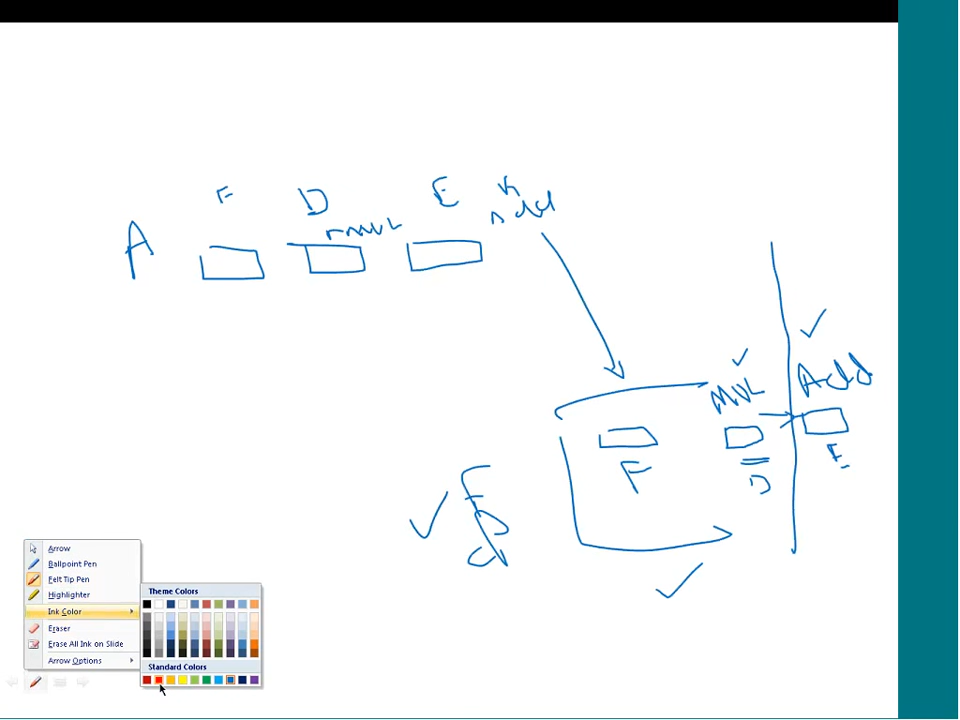 F D E
mul Add
A
MUL Add
F D E
F
D
Arrow
Ballpoint Pen
Felt Tip Pen
Highlighter
Ink Color
Eraser
Erase All Ink on Slide
Arrow Options
Theme Colors
Standard Colors